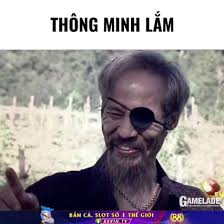 THÔNG MINH LẮM
GAMELADE
BẮN CÁ, SLOT SỐ 1 THẾ GIỚI
88